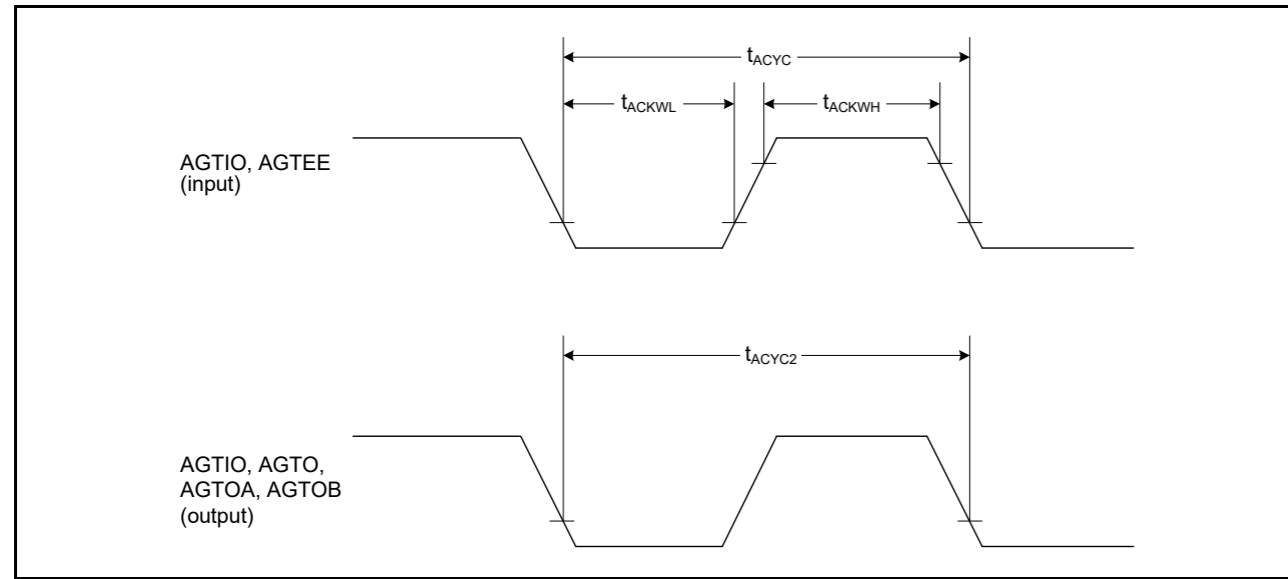 tACYC
tACKWL
tACKWH
AGTIO, AGTEE
(input)
tACYC2
AGTIO, AGTO,
AGTOA, AGTOB
(output)